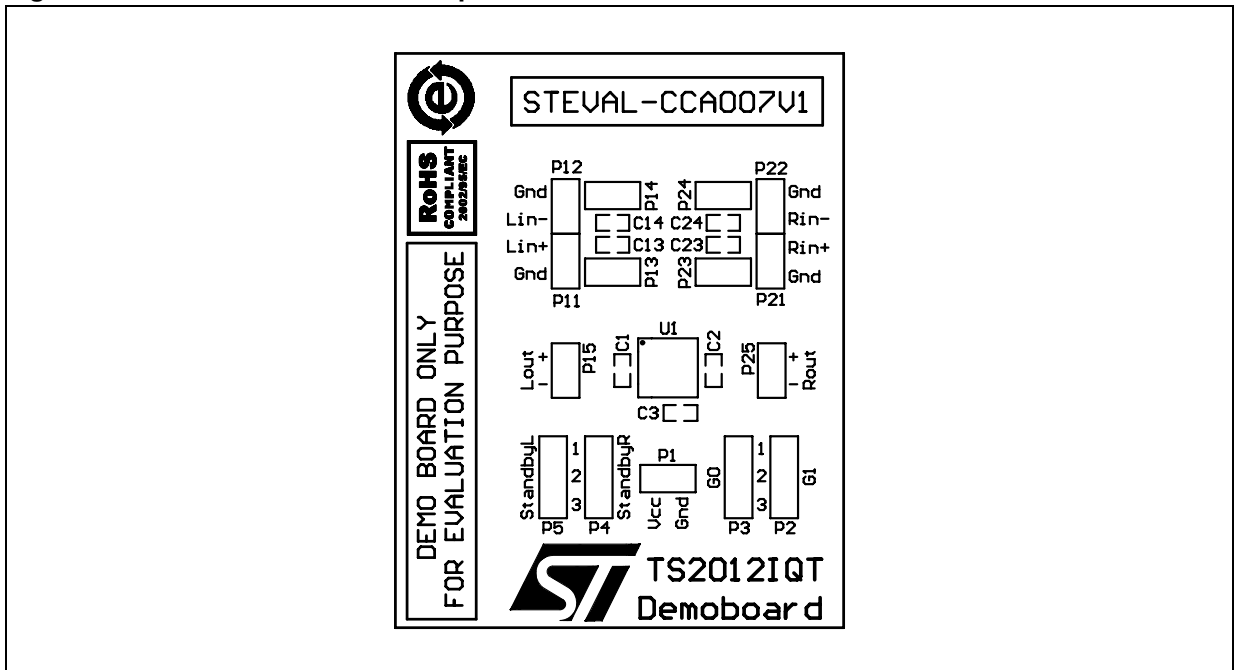 STEVAL-CCA007V1
e
RoHS
COMPLIANT
2002/95/EC
DEMO BOARD ONLY
FOR EVALUATION PURPOSE
P12
P22
Gnd
P14
P24
Gnd
Lin-
C14
C24
Rin-
Lin+
C13
C23
Rin+
Gnd
P13
P23
Gnd
P11
P21
U1
Lout
+
-
P15
C1
C2
P25
+
-
Rout
C3
StandbyL
1
2
3
StandbyR
P1
G0
1
2
3
G1
P5
P4
Vcc
Gnd
P3
P2
ST
TS2012IQT
Demoboard